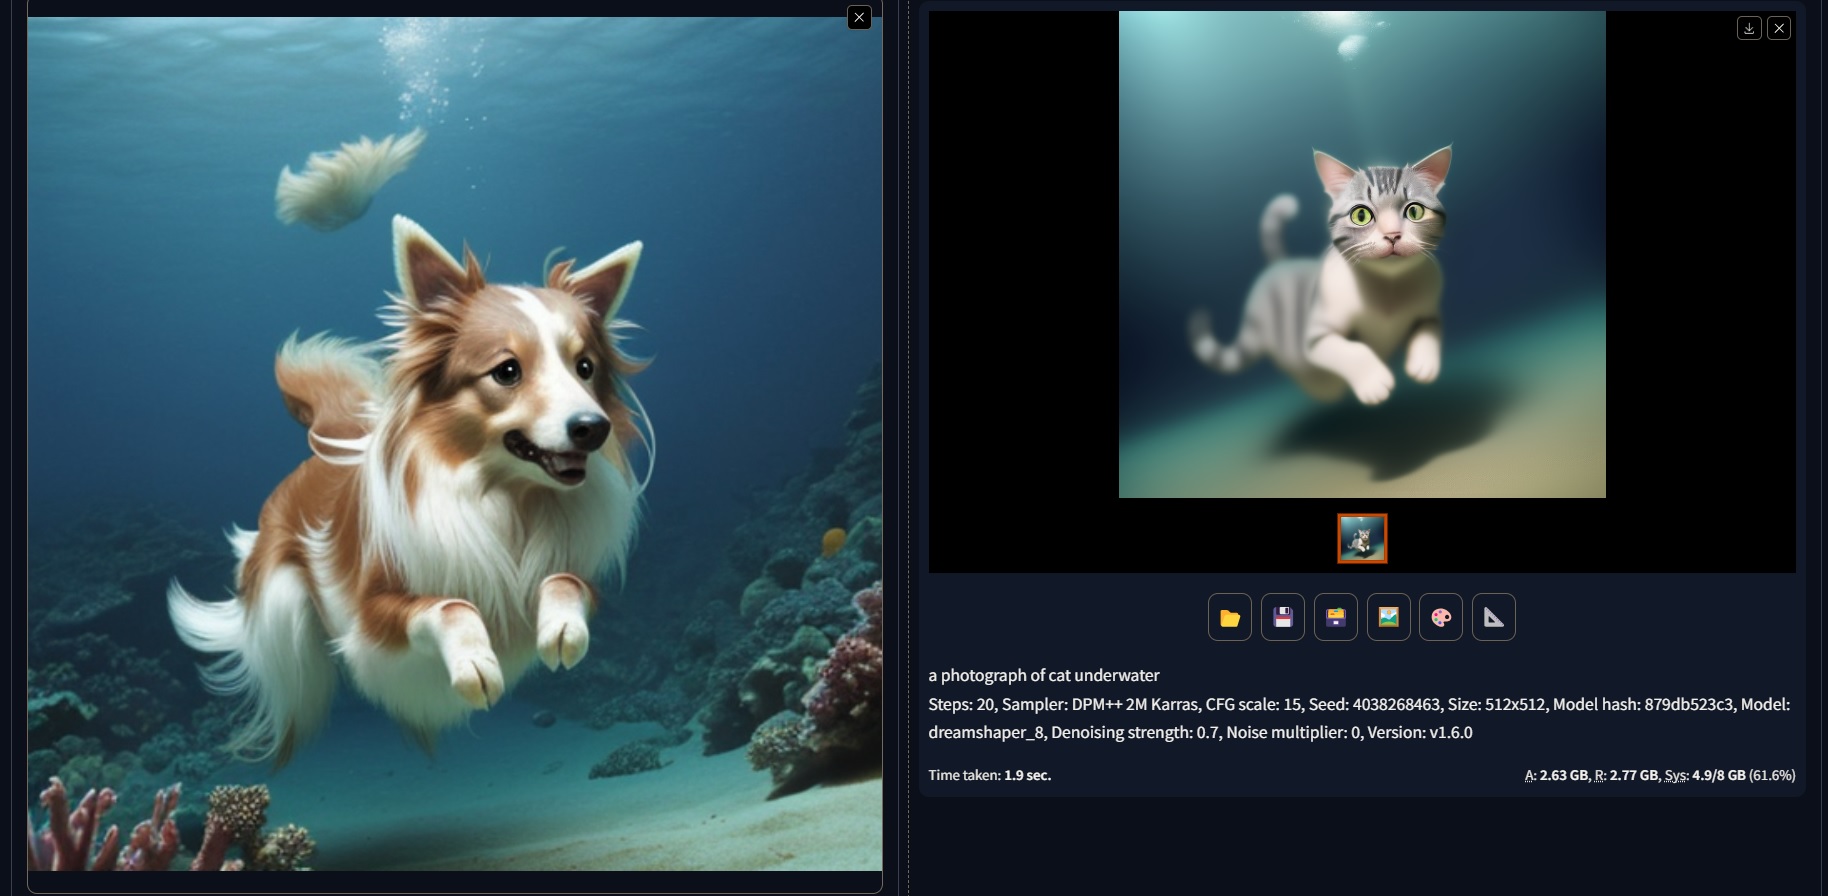 a photograph of cat underwater
Steps: 20, Sampler: DPM++ 2M Karras, CFG scale: 15, Seed: 4038268463, Size: 512x512, Model hash: 879db523c3, Model:
dreamshaper_8, Denoising strength: 0.7, Noise multiplier: 0, Version: v1.6.0
Time taken: 1.9 sec.
A: 2.63 GB, R: 2.77 GB, Sys: 4.9/8 GB (61.6%)